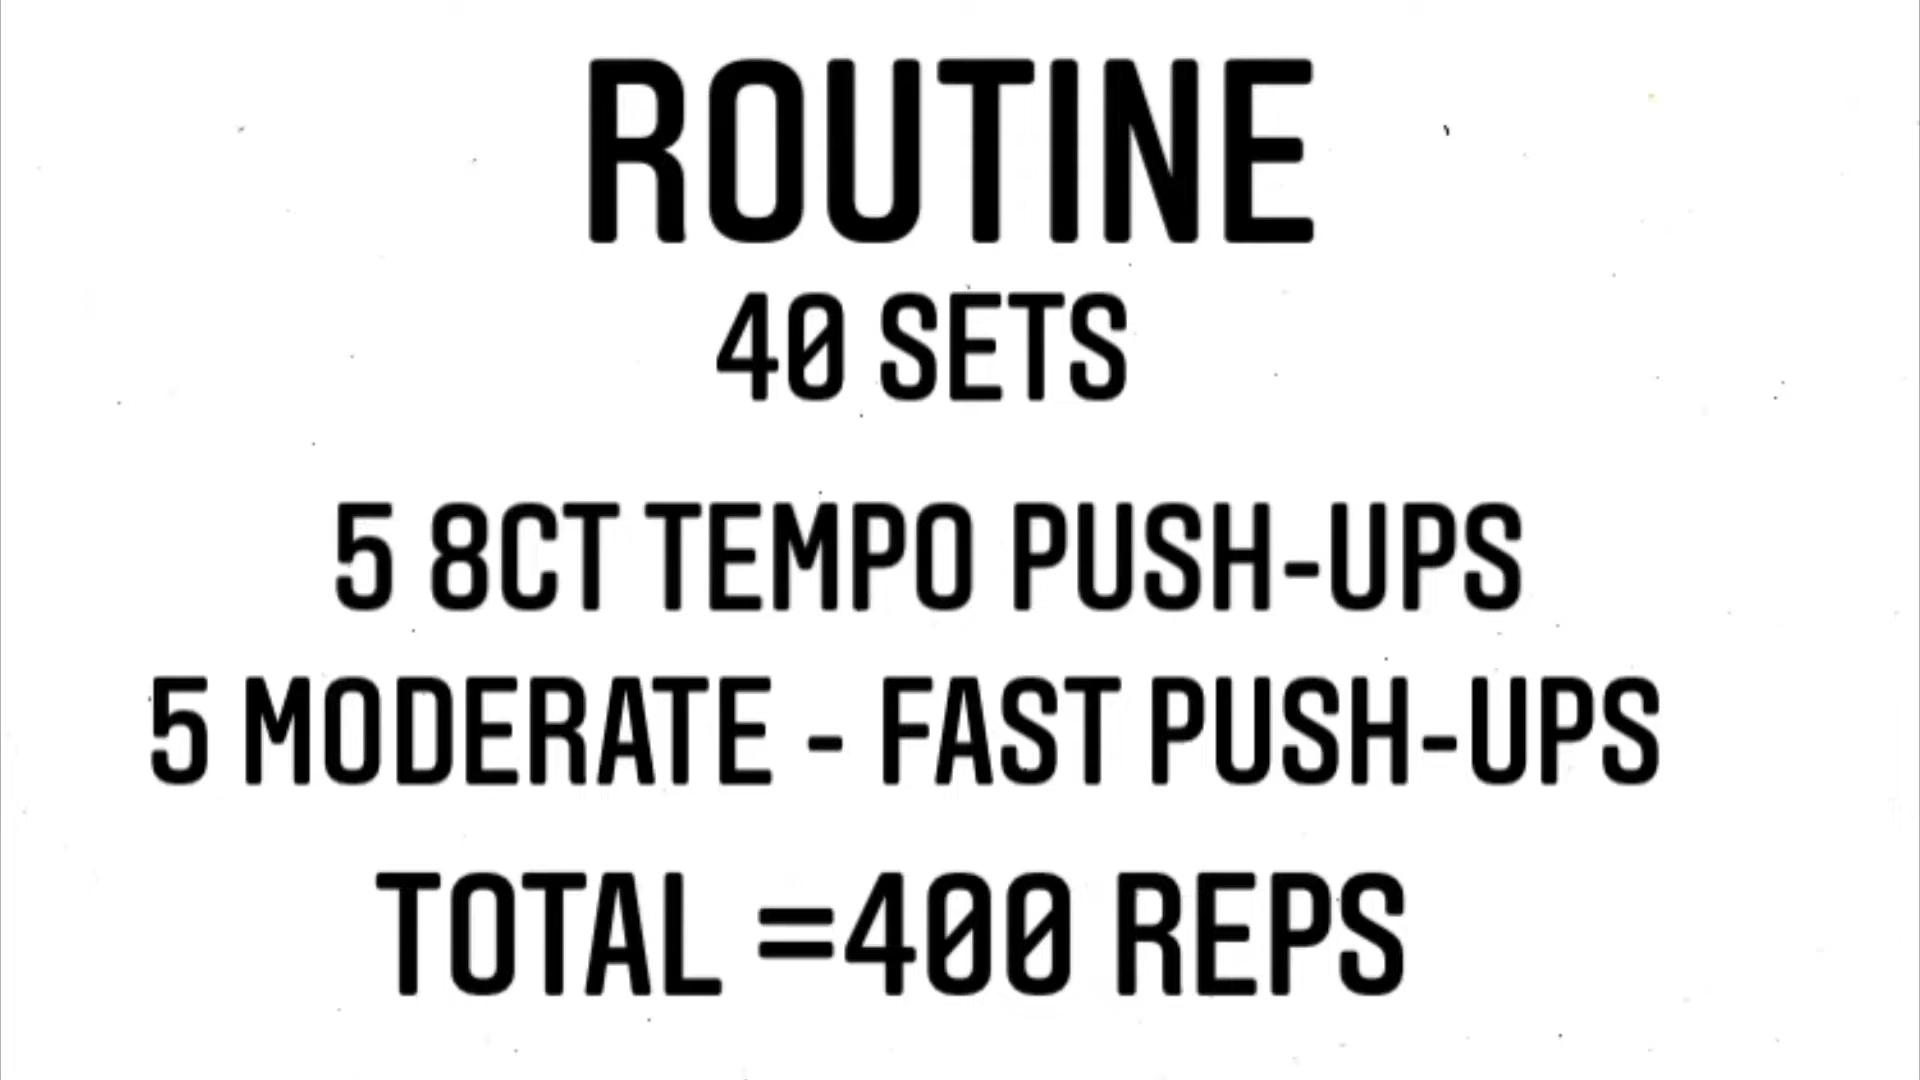 ROUTINE
40 SETS
5 8CT TEMPO PUSH-UPS
5 MODERATE - FAST PUSH-UPS
TOTAL =400 REPS